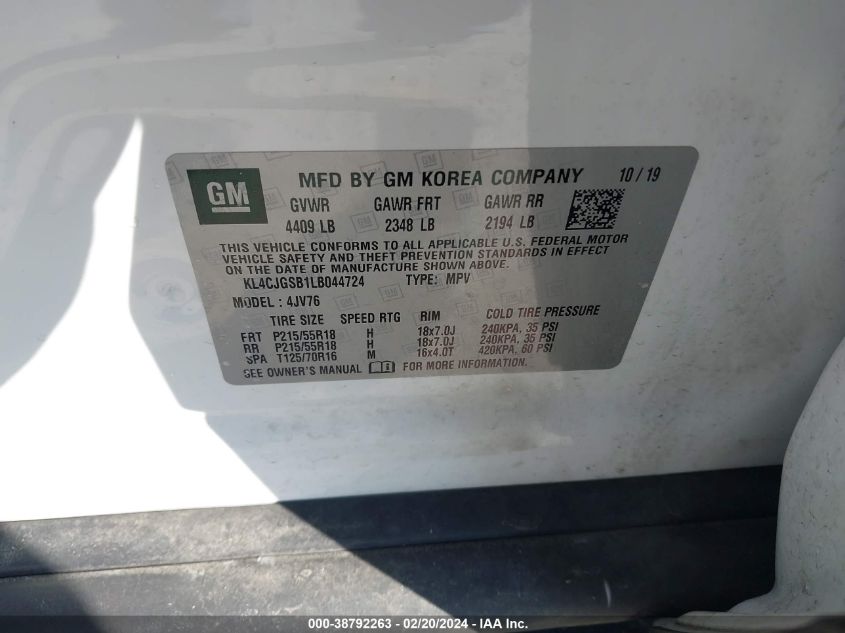 GM
MFD BY GM KOREA COMPANY 10 / 19
GVWR GAWR FRT GAWR RR
4409 LB 2348 LB 2194 LB
THIS VEHICLE CONFORMS TO ALL APPLICABLE U.S. FEDERAL MOTOR
VEHICLE SAFETY AND THEFT PREVENTION STANDARDS IN EFFECT
ON THE DATE OF MANUFACTURE SHOWN ABOVE.
KL4CJGSB1LB044724 TYPE: MPV
MODEL: 4JV76
TIRE SIZE SPEED RTG RIM COLD TIRE PRESSURE
FRT P215/55R18 H 18x7.0J 240KPA, 35 PSI
RR P215/55R18 H 18x7.0J 240KPA, 35 PSI
SPA T125/70R16 M 16x4.0T 420KPA, 60 PSI
SEE OWNER'S MANUAL FOR MORE INFORMATION.
000-38792263 - 02/20/2024 - IAA Inc.